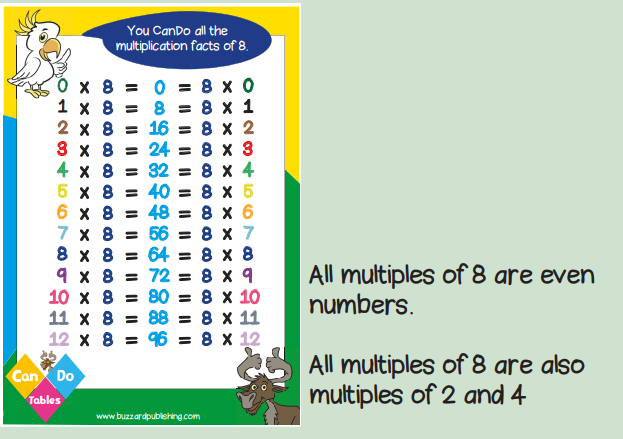 You CanDo all the
multiplication facts of 8.
0 x 8 = 0 = 8 x 0
1 x 8 = 8 = 8 x 1
2 x 8 = 16 = 8 x 2
3 x 8 = 24 = 8 x 3
4 x 8 = 32 = 8 x 4
5 x 8 = 40 = 8 x 5
6 x 8 = 48 = 8 x 6
7 x 8 = 56 = 8 x 7
8 x 8 = 64 = 8 x 8
9 x 8 = 72 = 8 x 9
10 x 8 = 80 = 8 x 10
11 x 8 = 88 = 8 x 11
12 x 8 = 96 = 8 x 12
Can Do
Tables
www.buzzardpublishing.com
All multiples of 8 are even
numbers.
All multiples of 8 are also
multiples of 2 and 4